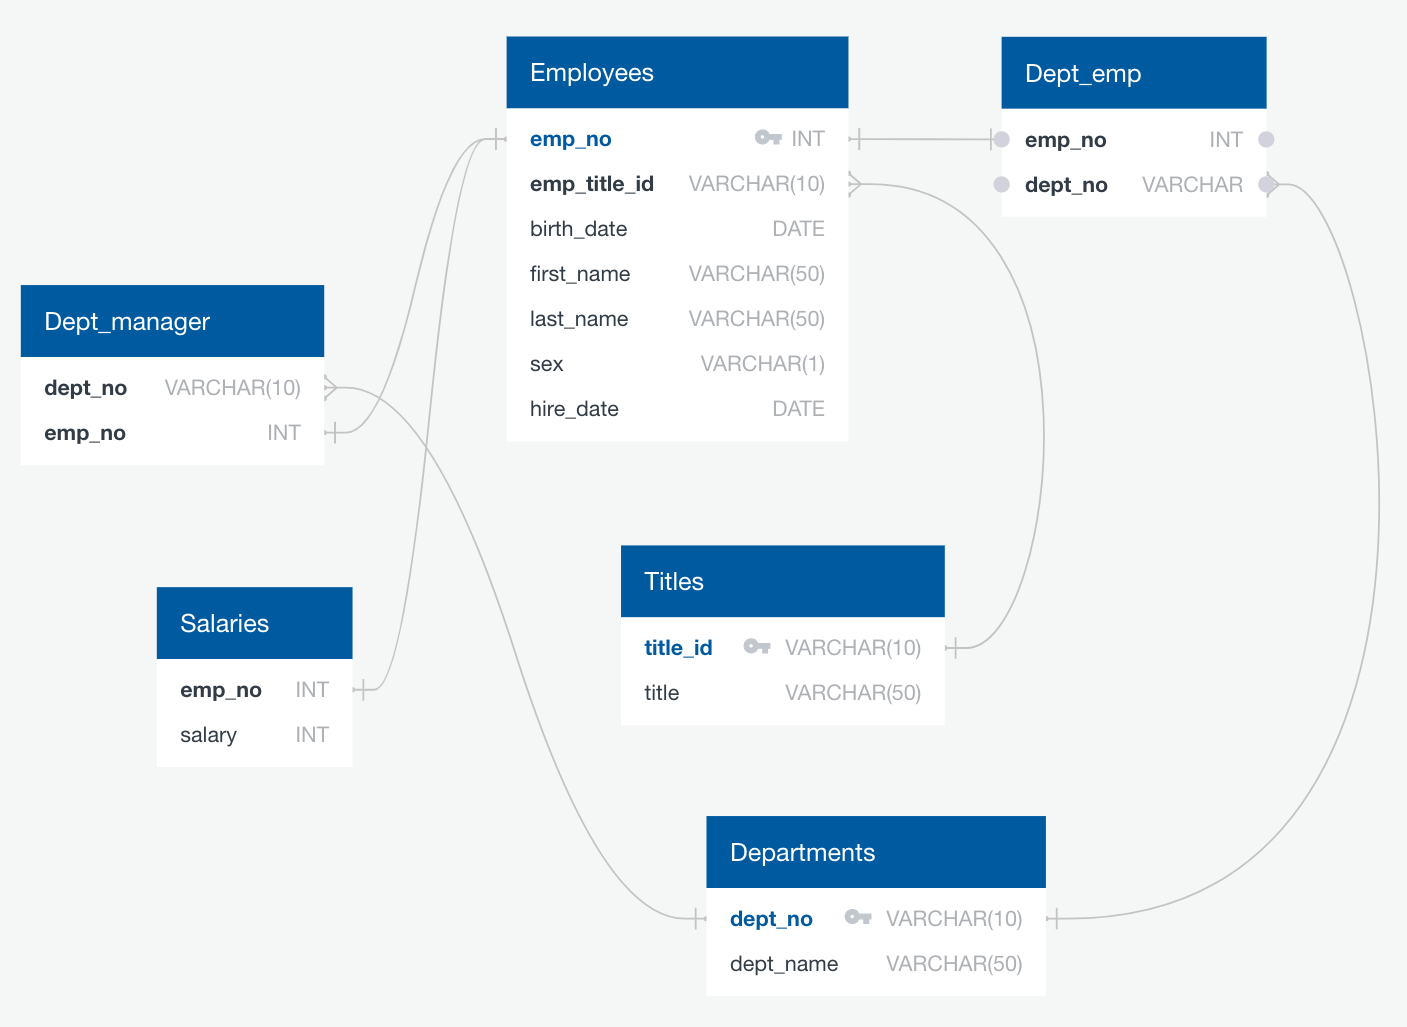 Employees
emp_no INT
emp_title_id VARCHAR(10)
birth_date DATE
first_name VARCHAR(50)
last_name VARCHAR(50)
sex VARCHAR(1)
hire_date DATE
Dept_emp
emp_no INT
dept_no VARCHAR
Dept_manager
dept_no VARCHAR(10)
emp_no INT
Salaries
emp_no INT
salary INT
Titles
title_id VARCHAR(10)
title VARCHAR(50)
Departments
dept_no VARCHAR(10)
dept_name VARCHAR(50)